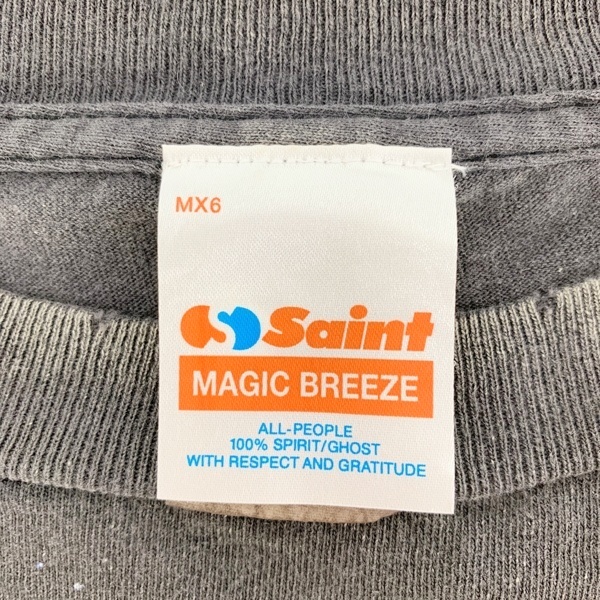 MX6
Saint
MAGIC BREEZE
ALL-PEOPLE
100% SPIRIT/GHOST
WITH RESPECT AND GRATITUDE